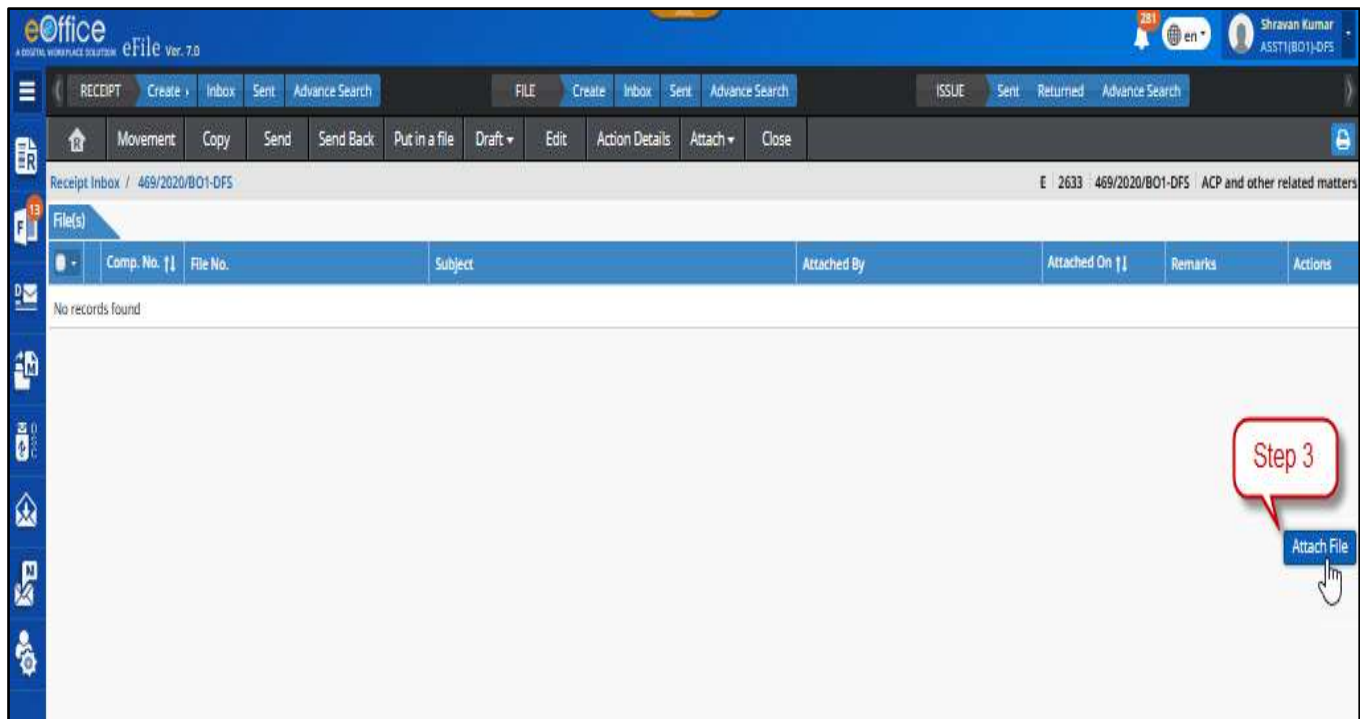 eOffice
A DIGITAL WORKPLACE SOLUTION eFile Ver. 7.0
281
en
Shravan Kumar
ASST1(BO1)-DFS
RECEIPT Create Inbox Sent Advance Search FILE Create Inbox Sent Advance Search ISSUE Sent Returned Advance Search
R Movement Copy Send Send Back Put in a file Draft Edit Action Details Attach Close
Receipt Inbox / 469/2020/BO1-DFS E 2633 469/2020/BO1-DFS ACP and other related matters
File(s)
Comp. No. File No. Subject Attached By Attached On Remarks Actions
No records found
R
F 13
D
M
DSC
N
Step 3
Attach File